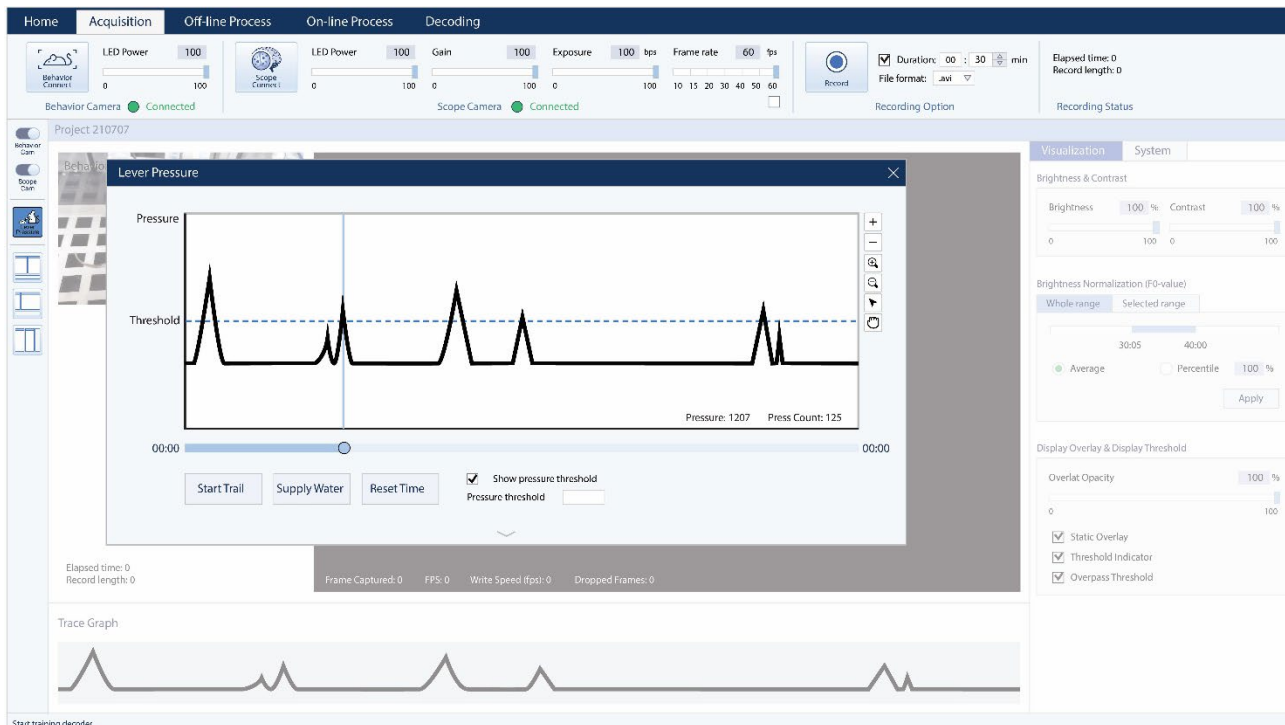 Home Acquisition Off-line Process On-line Process Decoding
LED Power 100 LED Power 100 Gain 100 Exposure 100 bps Frame rate 60 fps
Behavior Connect 0 100
Scope Connect 0 100 0 100 0 100 10 15 20 30 40 50 60
Record
Duration: 00 : 30 min
File format: .avi
Elapsed time: 0
Record length: 0
Behavior Camera Connected
Scope Camera Connected
Recording Option
Recording Status
Project 210707
Behavior Cam
Scope Cam
Lever Pressure
Behavio
Lever Pressure
Pressure
Threshold
Pressure: 1207 Press Count: 125
00:00 00:00
Start Trail Supply Water Reset Time
Show pressure threshold
Pressure threshold
Elapsed time: 0
Record length: 0
Frame Captured: 0 FPS: 0 Write Speed (fps): 0 Dropped Frames: 0
Visualization System
Brightness & Contrast
Brightness 100 % Contrast 100 %
0 100 0 100
Brightness Normalization (F0-value)
Whole range Selected range
30:05 40:00
Average Percentile 100 %
Apply
Display Overlay & Display Threshold
Overlat Opacity 100 %
0 100
Static Overlay
Threshold Indicator
Overpass Threshold
Trace Graph
Start training decoder